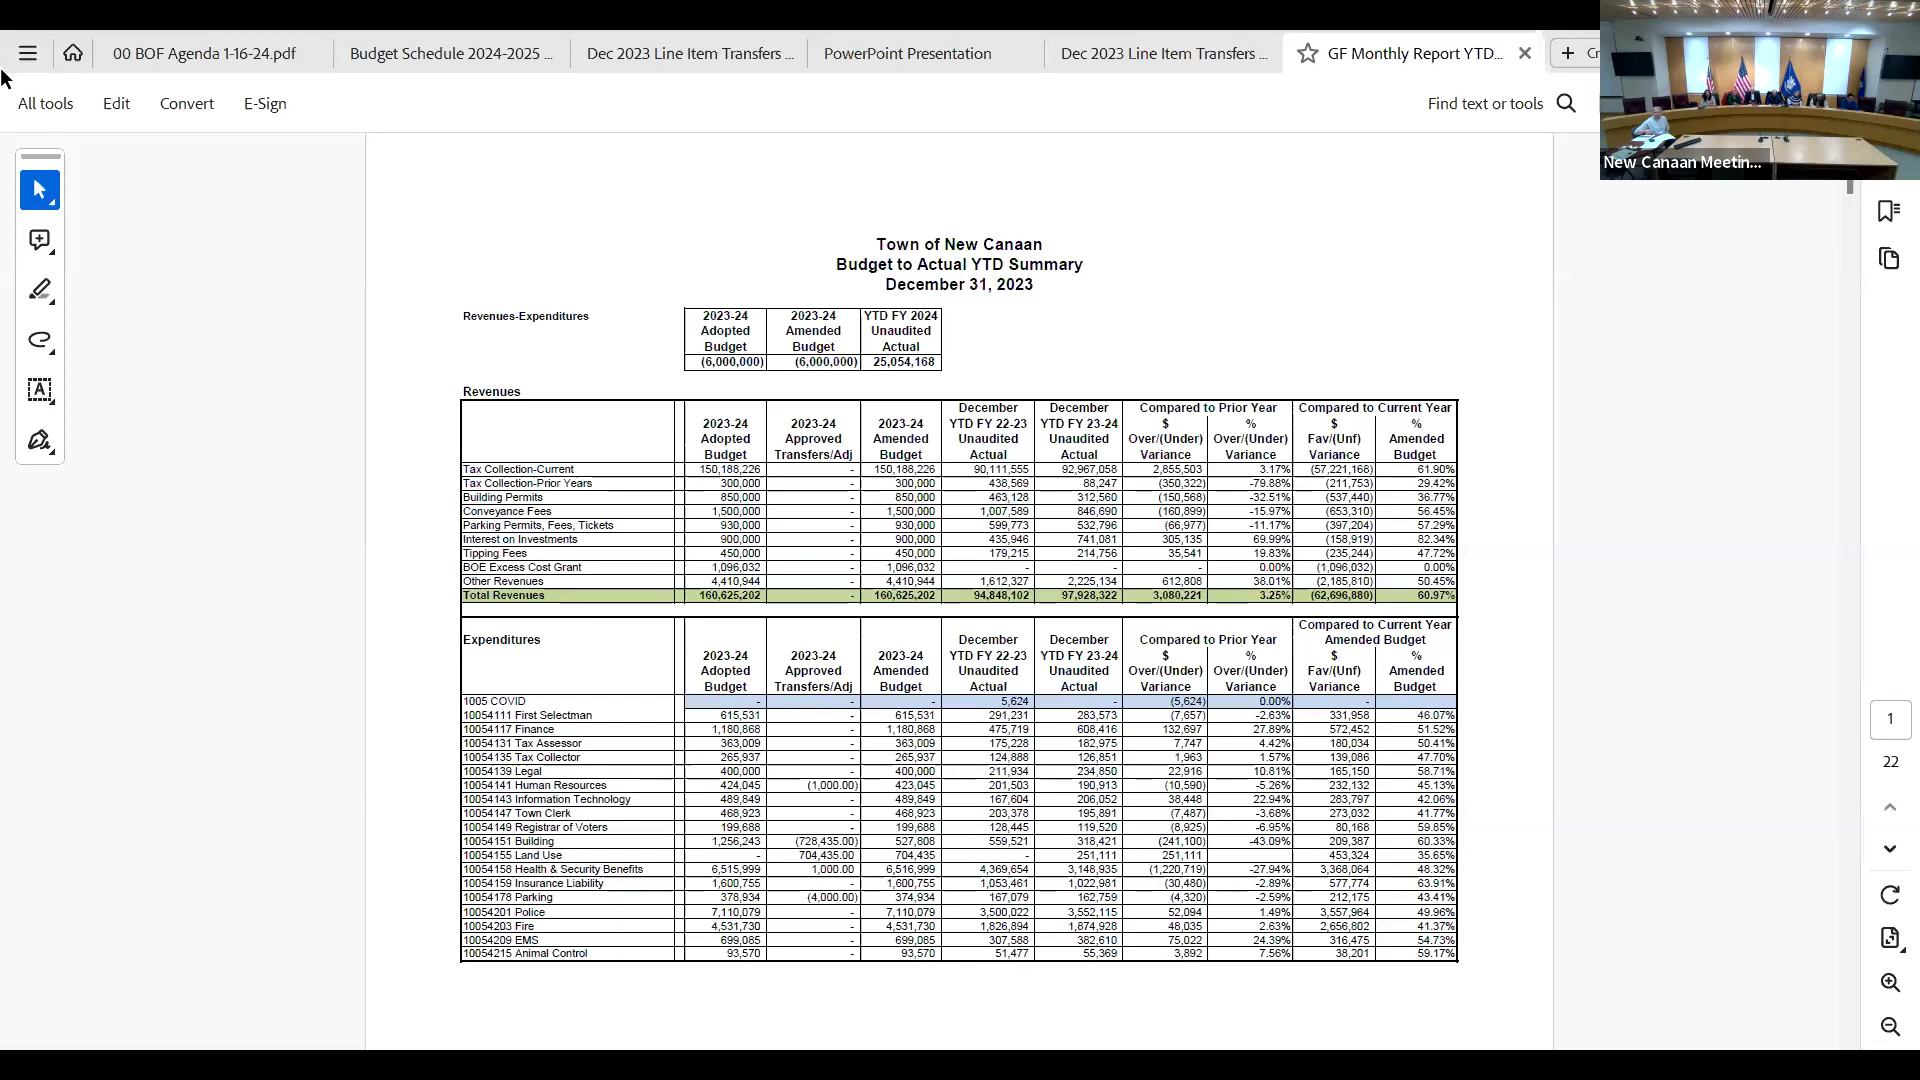 00 BOF Agenda 1-16-24.pdf
Budget Schedule 2024-2025 ...
Dec 2023 Line Item Transfers ...
PowerPoint Presentation
Dec 2023 Line Item Transfers ...
GF Monthly Report YTD...
Cr
All tools Edit Convert E-Sign
Find text or tools
New Canaan Meetin...
Town of New Canaan
Budget to Actual YTD Summary
December 31, 2023
Revenues-Expenditures
2023-24 2023-24 YTD FY 2024
Adopted Amended Unaudited
Budget Budget Actual
(6,000,000) (6,000,000) 25,054,168
Revenues
December December Compared to Prior Year Compared to Current Year
2023-24 2023-24 2023-24 YTD FY 22-23 YTD FY 23-24 $ % $ %
Adopted Approved Amended Unaudited Unaudited Over/(Under) Over/(Under) Fav/(Unf) Amended
Budget Transfers/Adj Budget Actual Actual Variance Variance Variance Budget
Tax Collection-Current 150,188,226 - 150,188,226 90,111,555 92,967,058 2,855,503 3.17% (57,221,168) 61.90%
Tax Collection-Prior Years 300,000 - 300,000 438,569 88,247 (350,322) -79.88% (211,753) 29.42%
Building Permits 850,000 - 850,000 463,128 312,560 (150,568) -32.51% (537,440) 36.77%
Conveyance Fees 1,500,000 - 1,500,000 1,007,589 846,690 (160,899) -15.97% (653,310) 56.45%
Parking Permits, Fees, Tickets 930,000 - 930,000 599,773 532,796 (66,977) -11.17% (397,204) 57.29%
Interest on Investments 900,000 - 900,000 435,946 741,081 305,135 69.99% (158,919) 82.34%
Tipping Fees 450,000 - 450,000 179,215 214,756 35,541 19.83% (235,244) 47.72%
BOE Excess Cost Grant 1,096,032 - 1,096,032 - - - 0.00% (1,096,032) 0.00%
Other Revenues 4,410,944 - 4,410,944 1,612,327 2,225,134 612,808 38.01% (2,185,810) 50.45%
Total Revenues 160,625,202 - 160,625,202 94,848,102 97,928,322 3,080,221 3.25% (62,696,880) 60.97%
Compared to Current Year
Expenditures December December Compared to Prior Year Amended Budget
2023-24 2023-24 2023-24 YTD FY 22-23 YTD FY 23-24 $ % $ %
Adopted Approved Amended Unaudited Unaudited Over/(Under) Over/(Under) Fav/(Unf) Amended
Budget Transfers/Adj Budget Actual Actual Variance Variance Variance Budget
1005 COVID - - - 5,624 - (5,624) 0.00% -
10054111 First Selectman 615,531 - 615,531 291,231 283,573 (7,657) -2.63% 331,958 46.07%
10054117 Finance 1,180,868 - 1,180,868 475,719 608,416 132,697 27.89% 572,452 51.52%
10054131 Tax Assessor 363,009 - 363,009 175,228 182,975 7,747 4.42% 180,034 50.41%
10054135 Tax Collector 265,937 - 265,937 124,888 126,851 1,963 1.57% 139,086 47.70%
10054139 Legal 400,000 - 400,000 211,934 234,850 22,916 10.81% 165,150 58.71%
10054141 Human Resources 424,045 (1,000.00) 423,045 201,503 190,913 (10,590) -5.26% 232,132 45.13%
10054143 Information Technology 489,849 - 489,849 167,604 206,052 38,448 22.94% 283,797 42.06%
10054147 Town Clerk 468,923 - 468,923 203,378 195,891 (7,487) -3.68% 273,032 41.77%
10054149 Registrar of Voters 199,688 - 199,688 128,445 119,520 (8,925) -6.95% 80,168 59.85%
10054151 Building 1,256,243 (728,435.00) 527,808 559,521 318,421 (241,100) -43.09% 209,387 60.33%
10054155 Land Use - 704,435.00 704,435 - 251,111 251,111 453,324 35.65%
10054158 Health & Security Benefits 6,515,999 1,000.00 6,516,999 4,369,654 3,148,935 (1,220,719) -27.94% 3,368,064 48.32%
10054159 Insurance Liability 1,600,755 - 1,600,755 1,053,461 1,022,981 (30,480) -2.89% 577,774 63.91%
10054178 Parking 378,934 (4,000.00) 374,934 167,079 162,759 (4,320) -2.59% 212,175 43.41%
10054201 Police 7,110,079 - 7,110,079 3,500,022 3,552,115 52,094 1.49% 3,557,964 49.96%
10054203 Fire 4,531,730 - 4,531,730 1,826,894 1,874,928 48,035 2.63% 2,656,802 41.37%
10054209 EMS 699,085 - 699,085 307,588 382,610 75,022 24.39% 316,475 54.73%
10054215 Animal Control 93,570 - 93,570 51,477 55,369 3,892 7.56% 38,201 59.17%
1
22